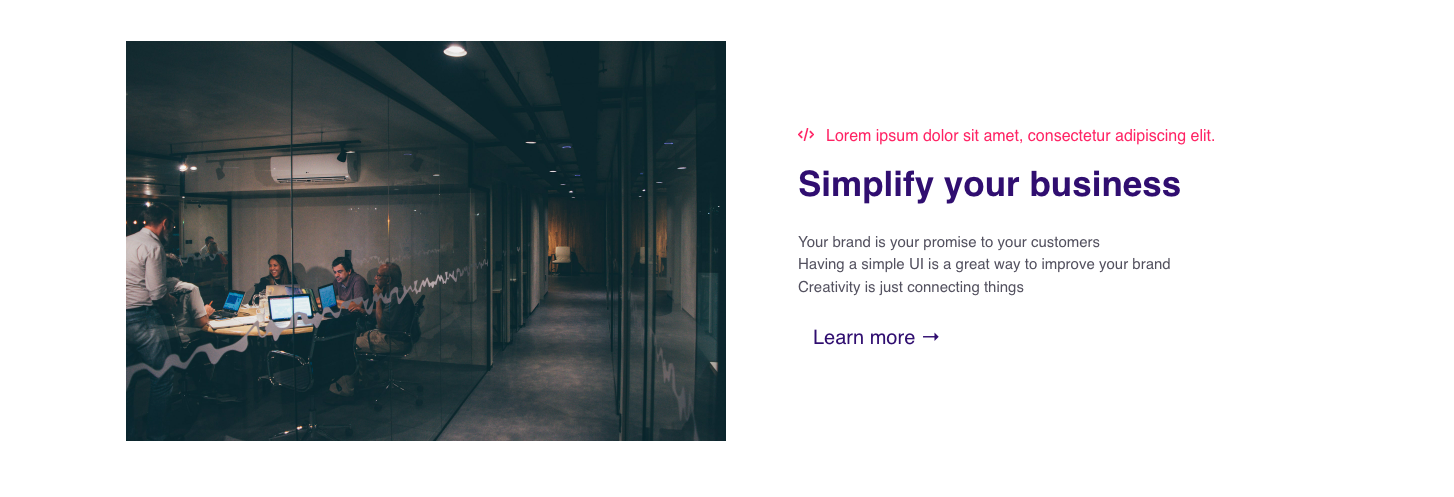 Lorem ipsum dolor sit amet, consectetur adipiscing elit.
Simplify your business
Your brand is your promise to your customers
Having a simple UI is a great way to improve your brand
Creativity is just connecting things
Learn more →